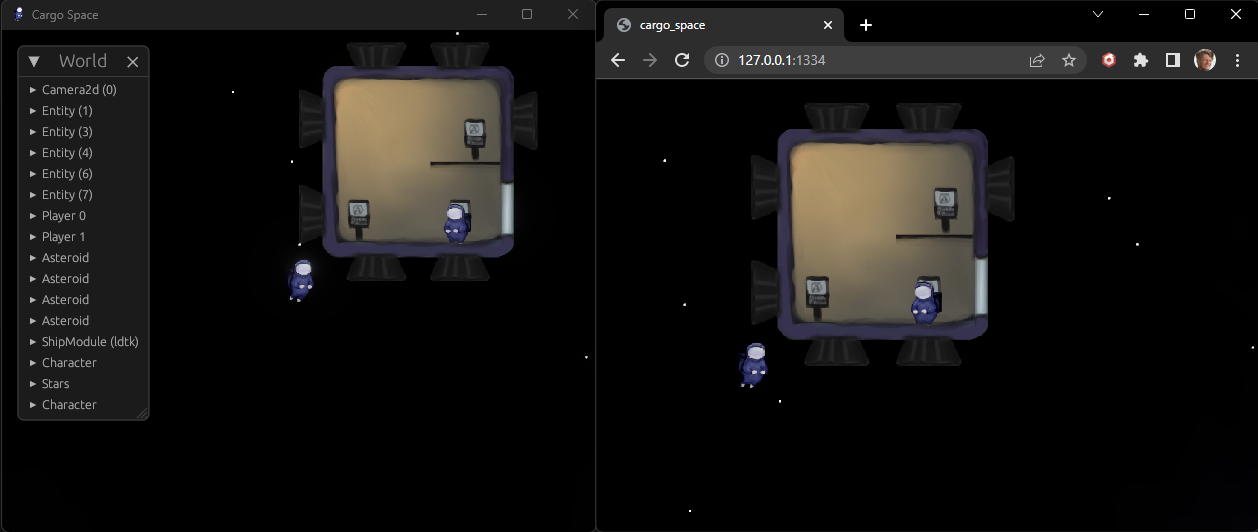 Cargo Space
World
Camera2d (0)
Entity (1)
Entity (3)
Entity (4)
Entity (6)
Entity (7)
Player 0
Player 1
Asteroid
Asteroid
Asteroid
Asteroid
ShipModule (ldtk)
Character
Stars
Character
cargo_space
127.0.0.1:1334